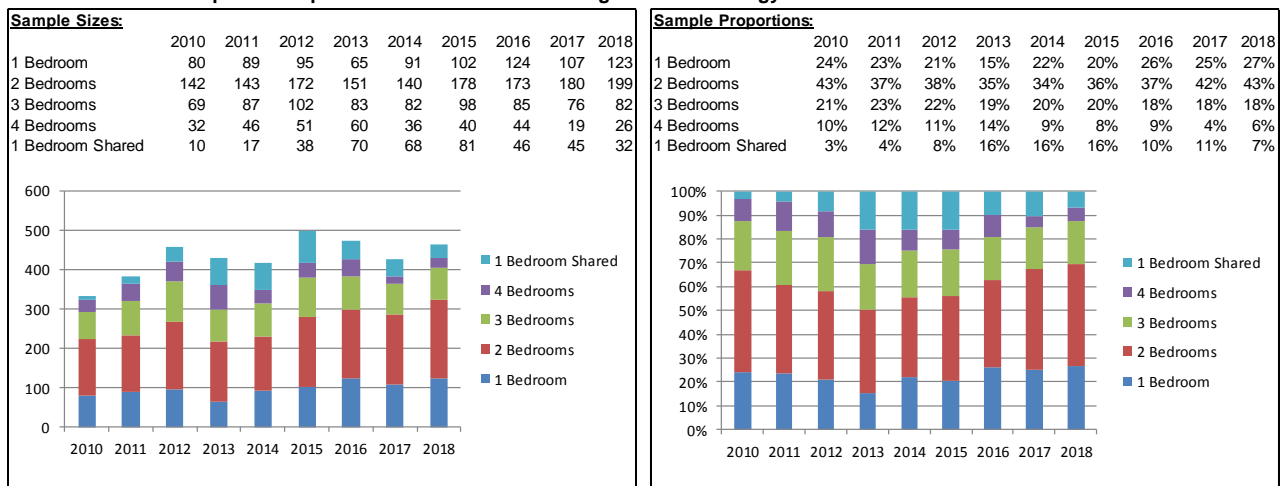 Sample Sizes:
2010 2011 2012 2013 2014 2015 2016 2017 2018
1 Bedroom 80 89 95 65 91 102 124 107 123
2 Bedrooms 142 143 172 151 140 178 173 180 199
3 Bedrooms 69 87 102 83 82 98 85 76 82
4 Bedrooms 32 46 51 60 36 40 44 19 26
1 Bedroom Shared 10 17 38 70 68 81 46 45 32
600
500
400
300
200
100
0
2010 2011 2012 2013 2014 2015 2016 2017 2018
1 Bedroom Shared
4 Bedrooms
3 Bedrooms
2 Bedrooms
1 Bedroom
Sample Proportions:
2010 2011 2012 2013 2014 2015 2016 2017 2018
1 Bedroom 24% 23% 21% 15% 22% 20% 26% 25% 27%
2 Bedrooms 43% 37% 38% 35% 34% 36% 37% 42% 43%
3 Bedrooms 21% 23% 22% 19% 20% 20% 18% 18% 18%
4 Bedrooms 10% 12% 11% 14% 9% 8% 9% 4% 6%
1 Bedroom Shared 3% 4% 8% 16% 16% 16% 10% 11% 7%
100%
90%
80%
70%
60%
50%
40%
30%
20%
10%
0%
2010 2011 2012 2013 2014 2015 2016 2017 2018
1 Bedroom Shared
4 Bedrooms
3 Bedrooms
2 Bedrooms
1 Bedroom